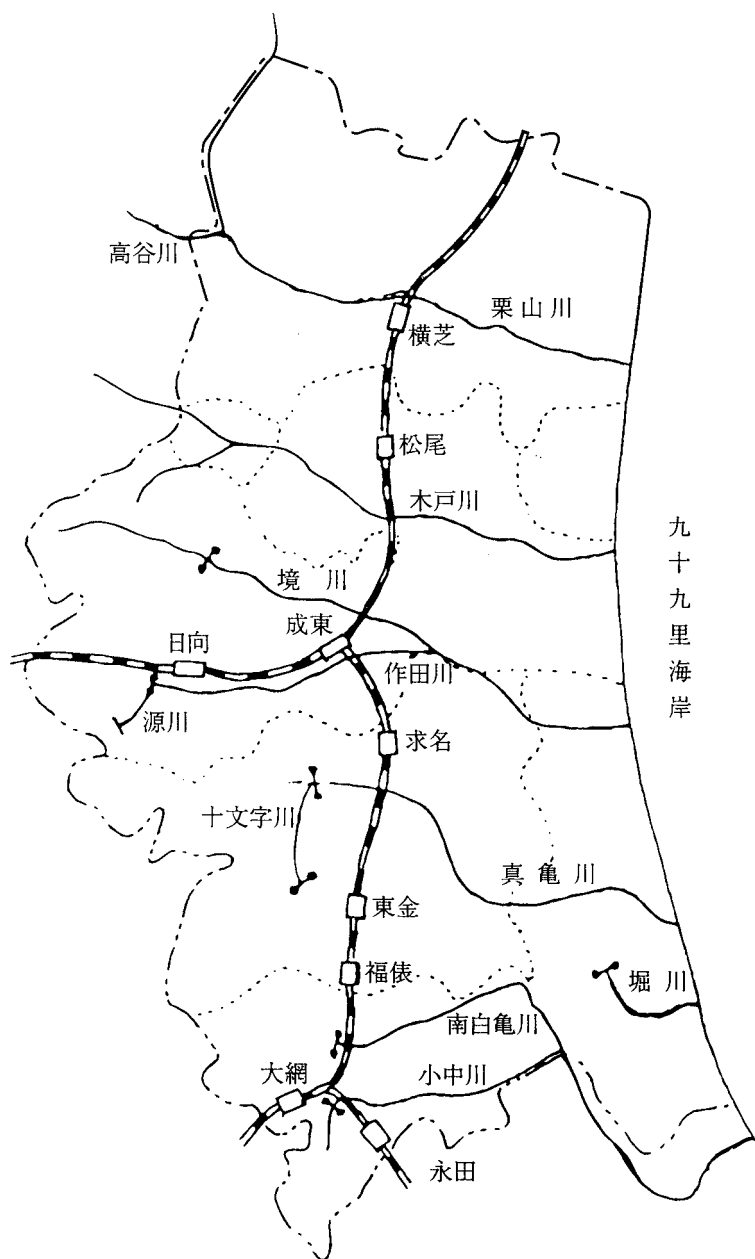 高谷川
栗山川
横芝
松尾
木戸川
九十九里海岸
境川
成東
日向
作田川
源川
求名
十文字川
真亀川
東金
福俵
堀川
南白亀川
大網
小中川
永田